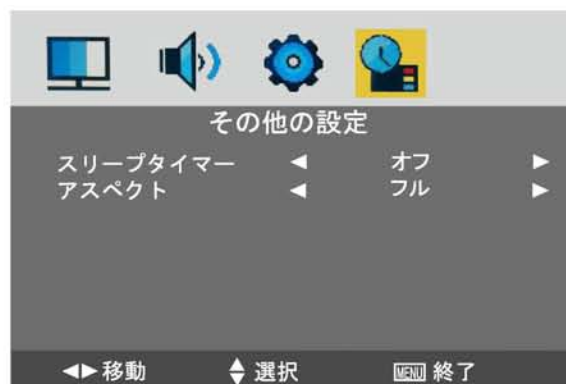 その他の設定
スリープタイマー ◀ オフ ▶
アスペクト ◀ フル ▶
◀▶ 移動 ▲▼ 選択 MENU 終了